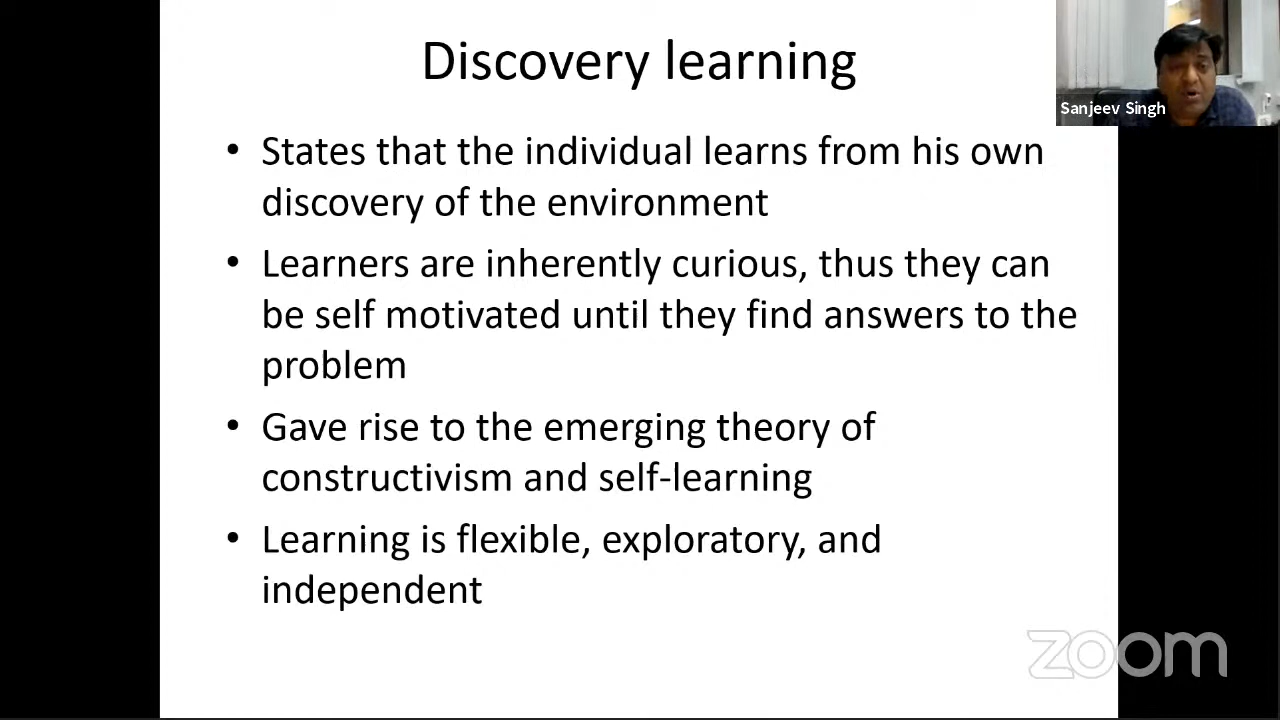 Discovery learning
Sanjeev Singh
• States that the individual learns from his own
discovery of the environment
• Learners are inherently curious, thus they can
be self motivated until they find answers to the
problem
• Gave rise to the emerging theory of
constructivism and self-learning
• Learning is flexible, exploratory, and
independent
zoom